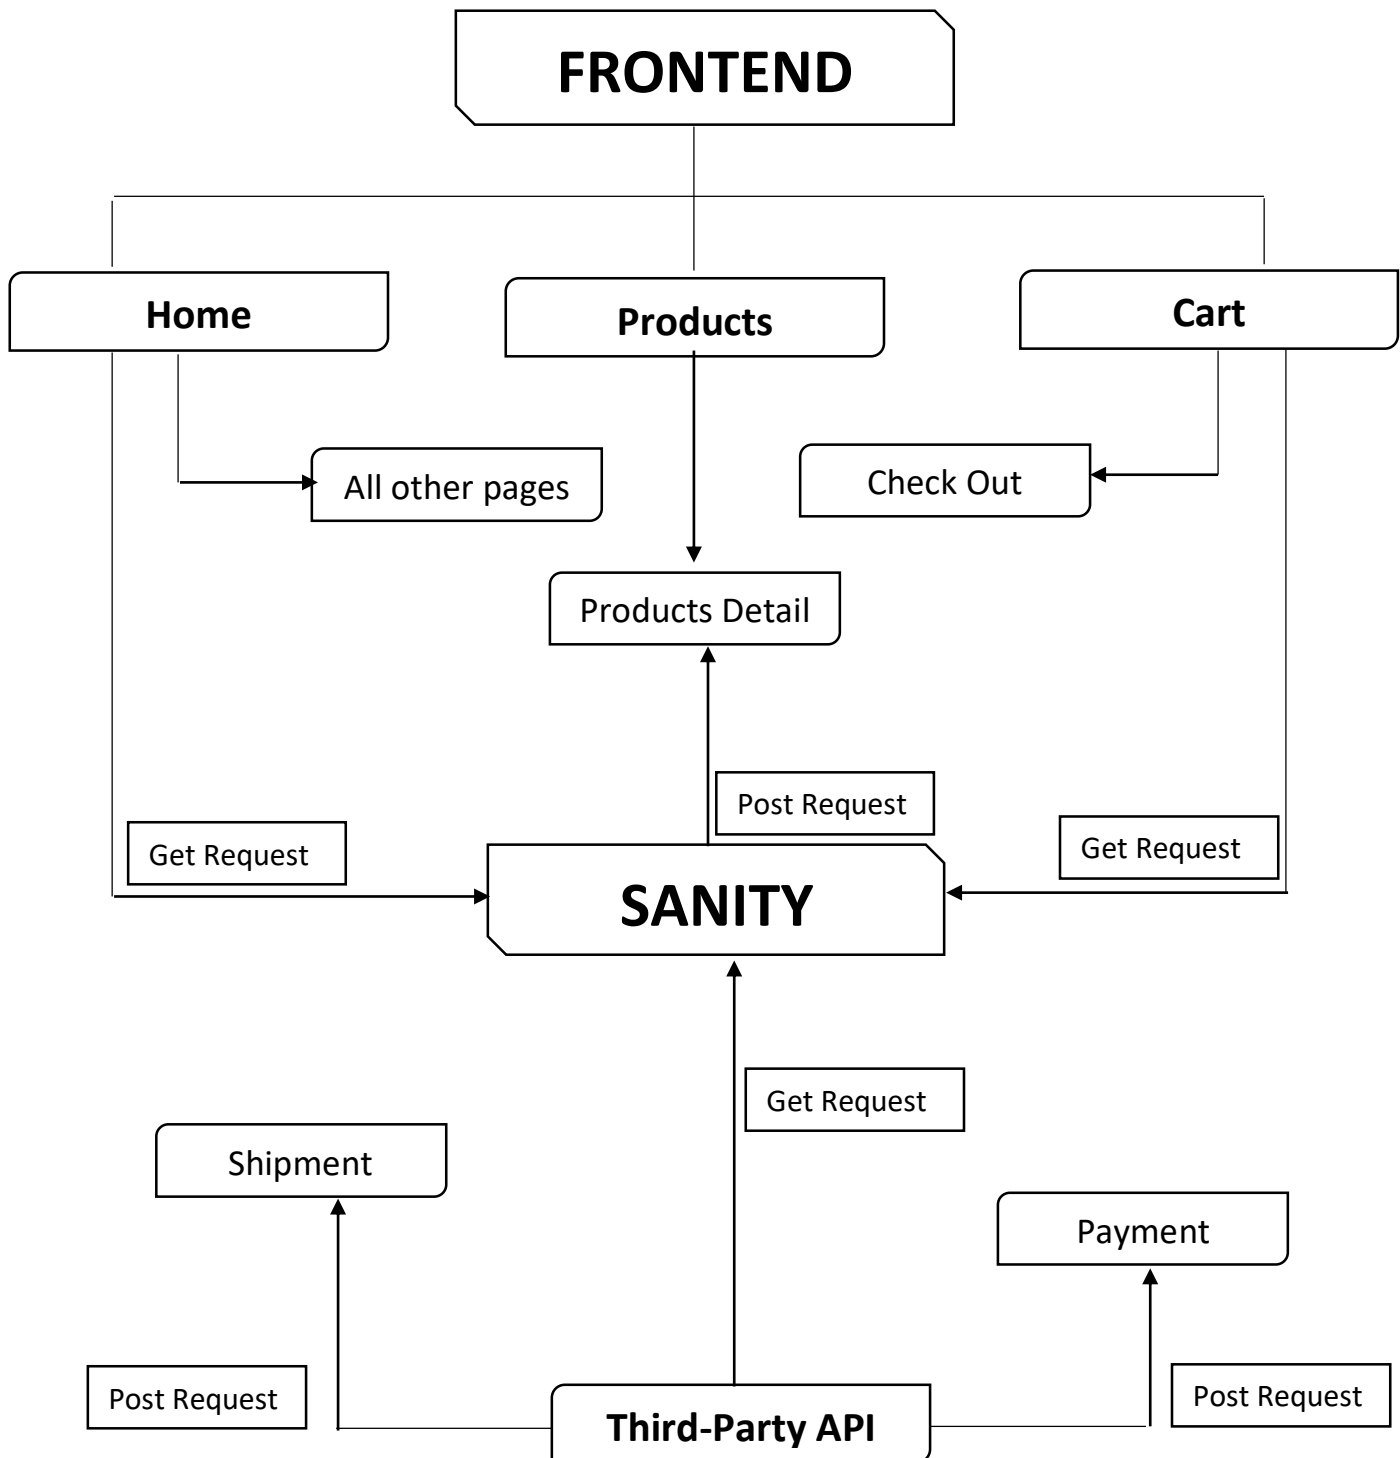 FRONTEND
Home
Products
Cart
All other pages
Check Out
Products Detail
Post Request
Get Request
Get Request
SANITY
Get Request
Shipment
Payment
Post Request
Third-Party API
Post Request